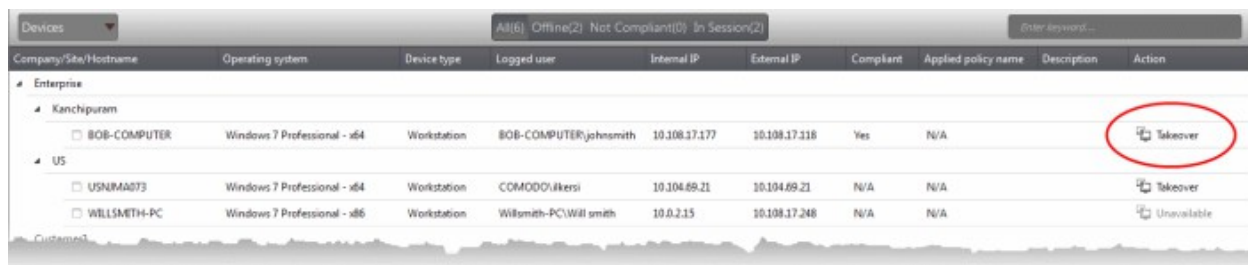 Devices All(6) Offline(2) Not Compliant(0) In Session(2) Enter keyword...
Company/Site/Hostname Operating system Device type Logged user Internal IP External IP Compliant Applied policy name Description Action
Enterprise
Kanchipuram
BOB-COMPUTER Windows 7 Professional - x64 Workstation BOB-COMPUTER\johnsmith 10.108.17.177 10.108.17.118 Yes N/A Takeover
US
USNJMA073 Windows 7 Professional - x64 Workstation COMODO\ilkersi 10.104.69.21 10.104.69.21 N/A N/A Takeover
WILLSMITH-PC Windows 7 Professional - x86 Workstation Willsmith-PC\Will smith 10.0.2.15 10.108.17.248 N/A N/A Unavailable